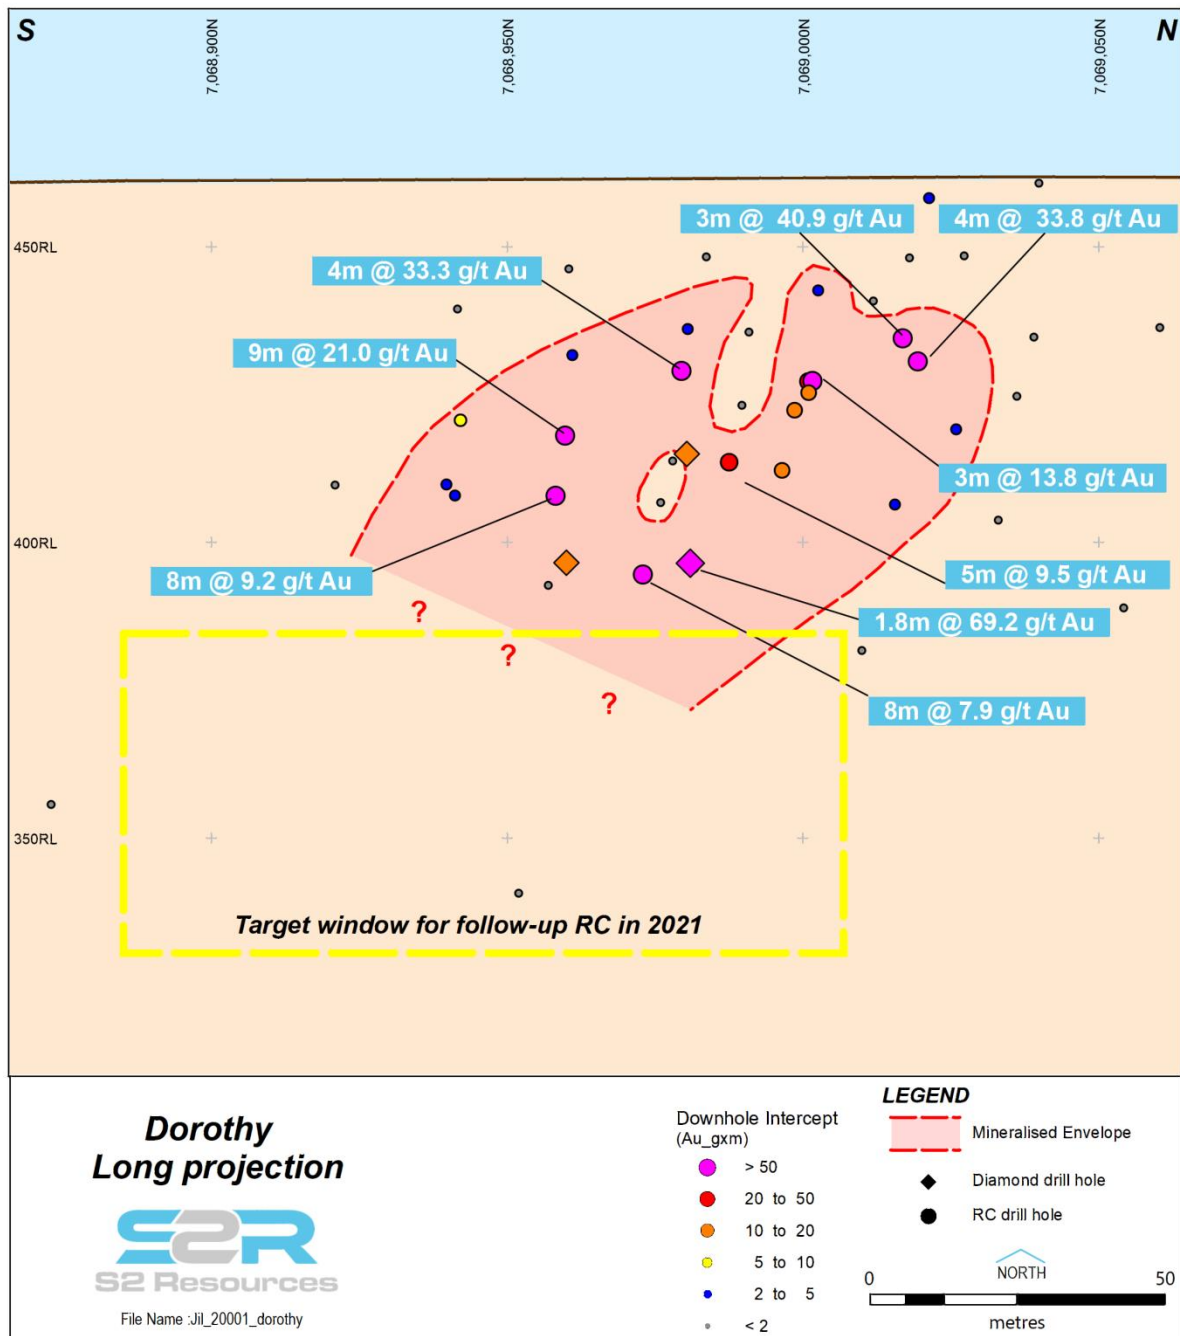 S
N
7,068,900N
7,068,950N
7,069,000N
7,069,050N
3m @ 40.9 g/t Au
4m @ 33.8 g/t Au
450RL
4m @ 33.3 g/t Au
9m @ 21.0 g/t Au
3m @ 13.8 g/t Au
400RL
8m @ 9.2 g/t Au
5m @ 9.5 g/t Au
?
1.8m @ 69.2 g/t Au
?
?
8m @ 7.9 g/t Au
350RL
Target window for follow-up RC in 2021
Dorothy
Long projection
S2R
S2 Resources
File Name :Jil_20001_dorothy
Downhole Intercept
(Au_gxm)
> 50
20 to 50
10 to 20
5 to 10
2 to 5
< 2
LEGEND
Mineralised Envelope
Diamond drill hole
RC drill hole
NORTH
0
50
metres